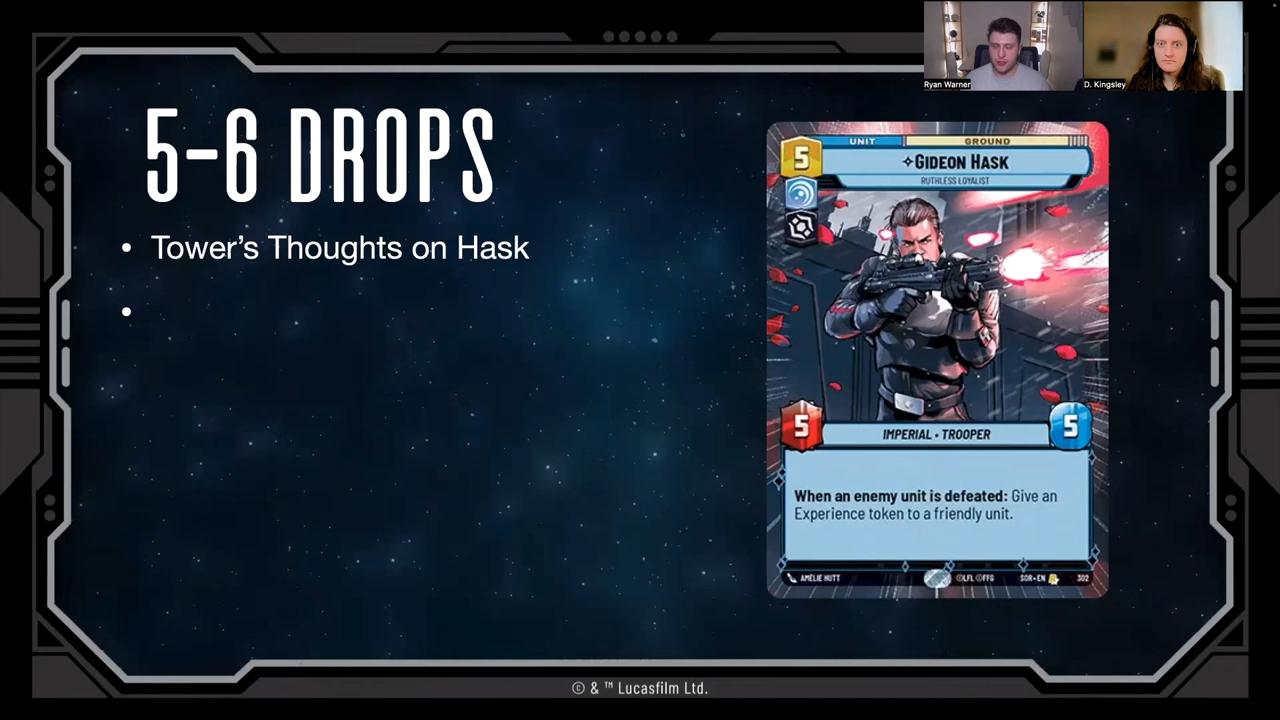 Ryan Warner
D. Kingsley
5-6 DROPS
• Tower's Thoughts on Hask
•
5
UNIT
GROUND
✧GIDEON HASK
RUTHLESS LOYALIST
5
IMPERIAL • TROOPER
5
When an enemy unit is defeated: Give an
Experience token to a friendly unit.
AMÉLIE HUTT
©LFL ©FFG
SOR • EN
302
© & ™ Lucasfilm Ltd.